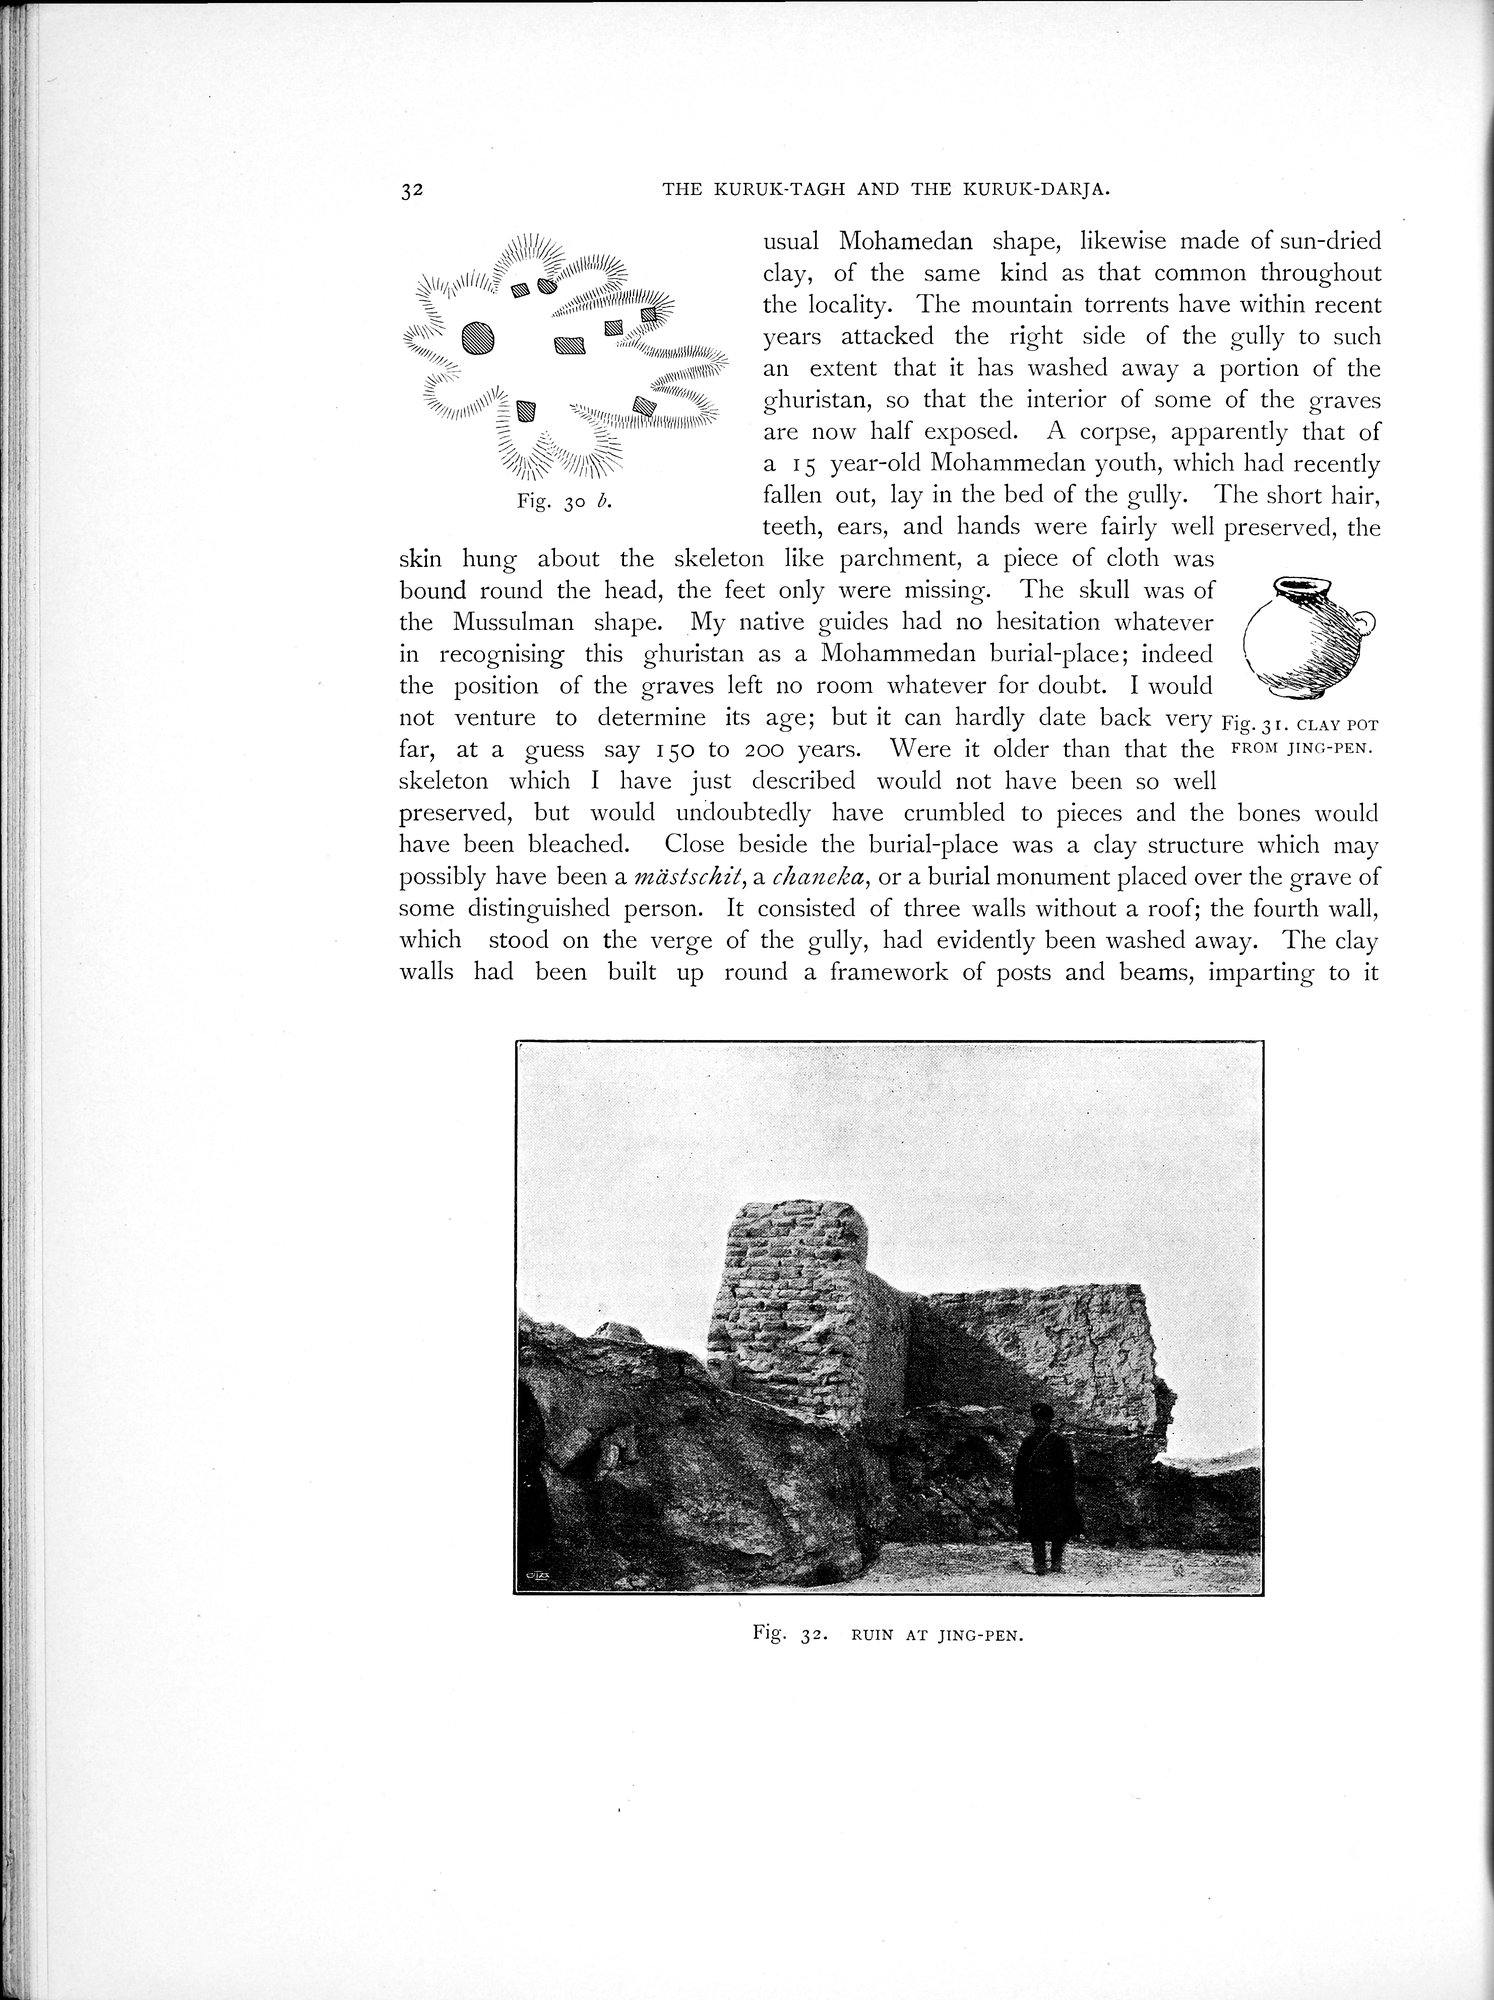 32
THE KURUK-TAGH AND THE KURUK-DARJA.
usual Mohamedan shape, likewise made of sun-dried
clay, of the same kind as that common throughout
the locality. The mountain torrents have within recent
years attacked the right side of the gully to such
an extent that it has washed away a portion of the
ghuristan, so that the interior of some of the graves
are now half exposed. A corpse, apparently that of
a 15 year-old Mohammedan youth, which had recently
fallen out, lay in the bed of the gully. The short hair,
teeth, ears, and hands were fairly well preserved, the
Fig. 30 b.
skin hung about the skeleton like parchment, a piece of cloth was
bound round the head, the feet only were missing. The skull was of
the Mussulman shape. My native guides had no hesitation whatever
in recognising this ghuristan as a Mohammedan burial-place; indeed
the position of the graves left no room whatever for doubt. I would
not venture to determine its age; but it can hardly date back very
far, at a guess say 150 to 200 years. Were it older than that the
skeleton which I have just described would not have been so well
Fig. 31. CLAY POT
FROM JING-PEN.
preserved, but would undoubtedly have crumbled to pieces and the bones would
have been bleached. Close beside the burial-place was a clay structure which may
possibly have been a mästschit, a chaneka, or a burial monument placed over the grave of
some distinguished person. It consisted of three walls without a roof; the fourth wall,
which stood on the verge of the gully, had evidently been washed away. The clay
walls had been built up round a framework of posts and beams, imparting to it
Fig. 32. RUIN AT JING-PEN.